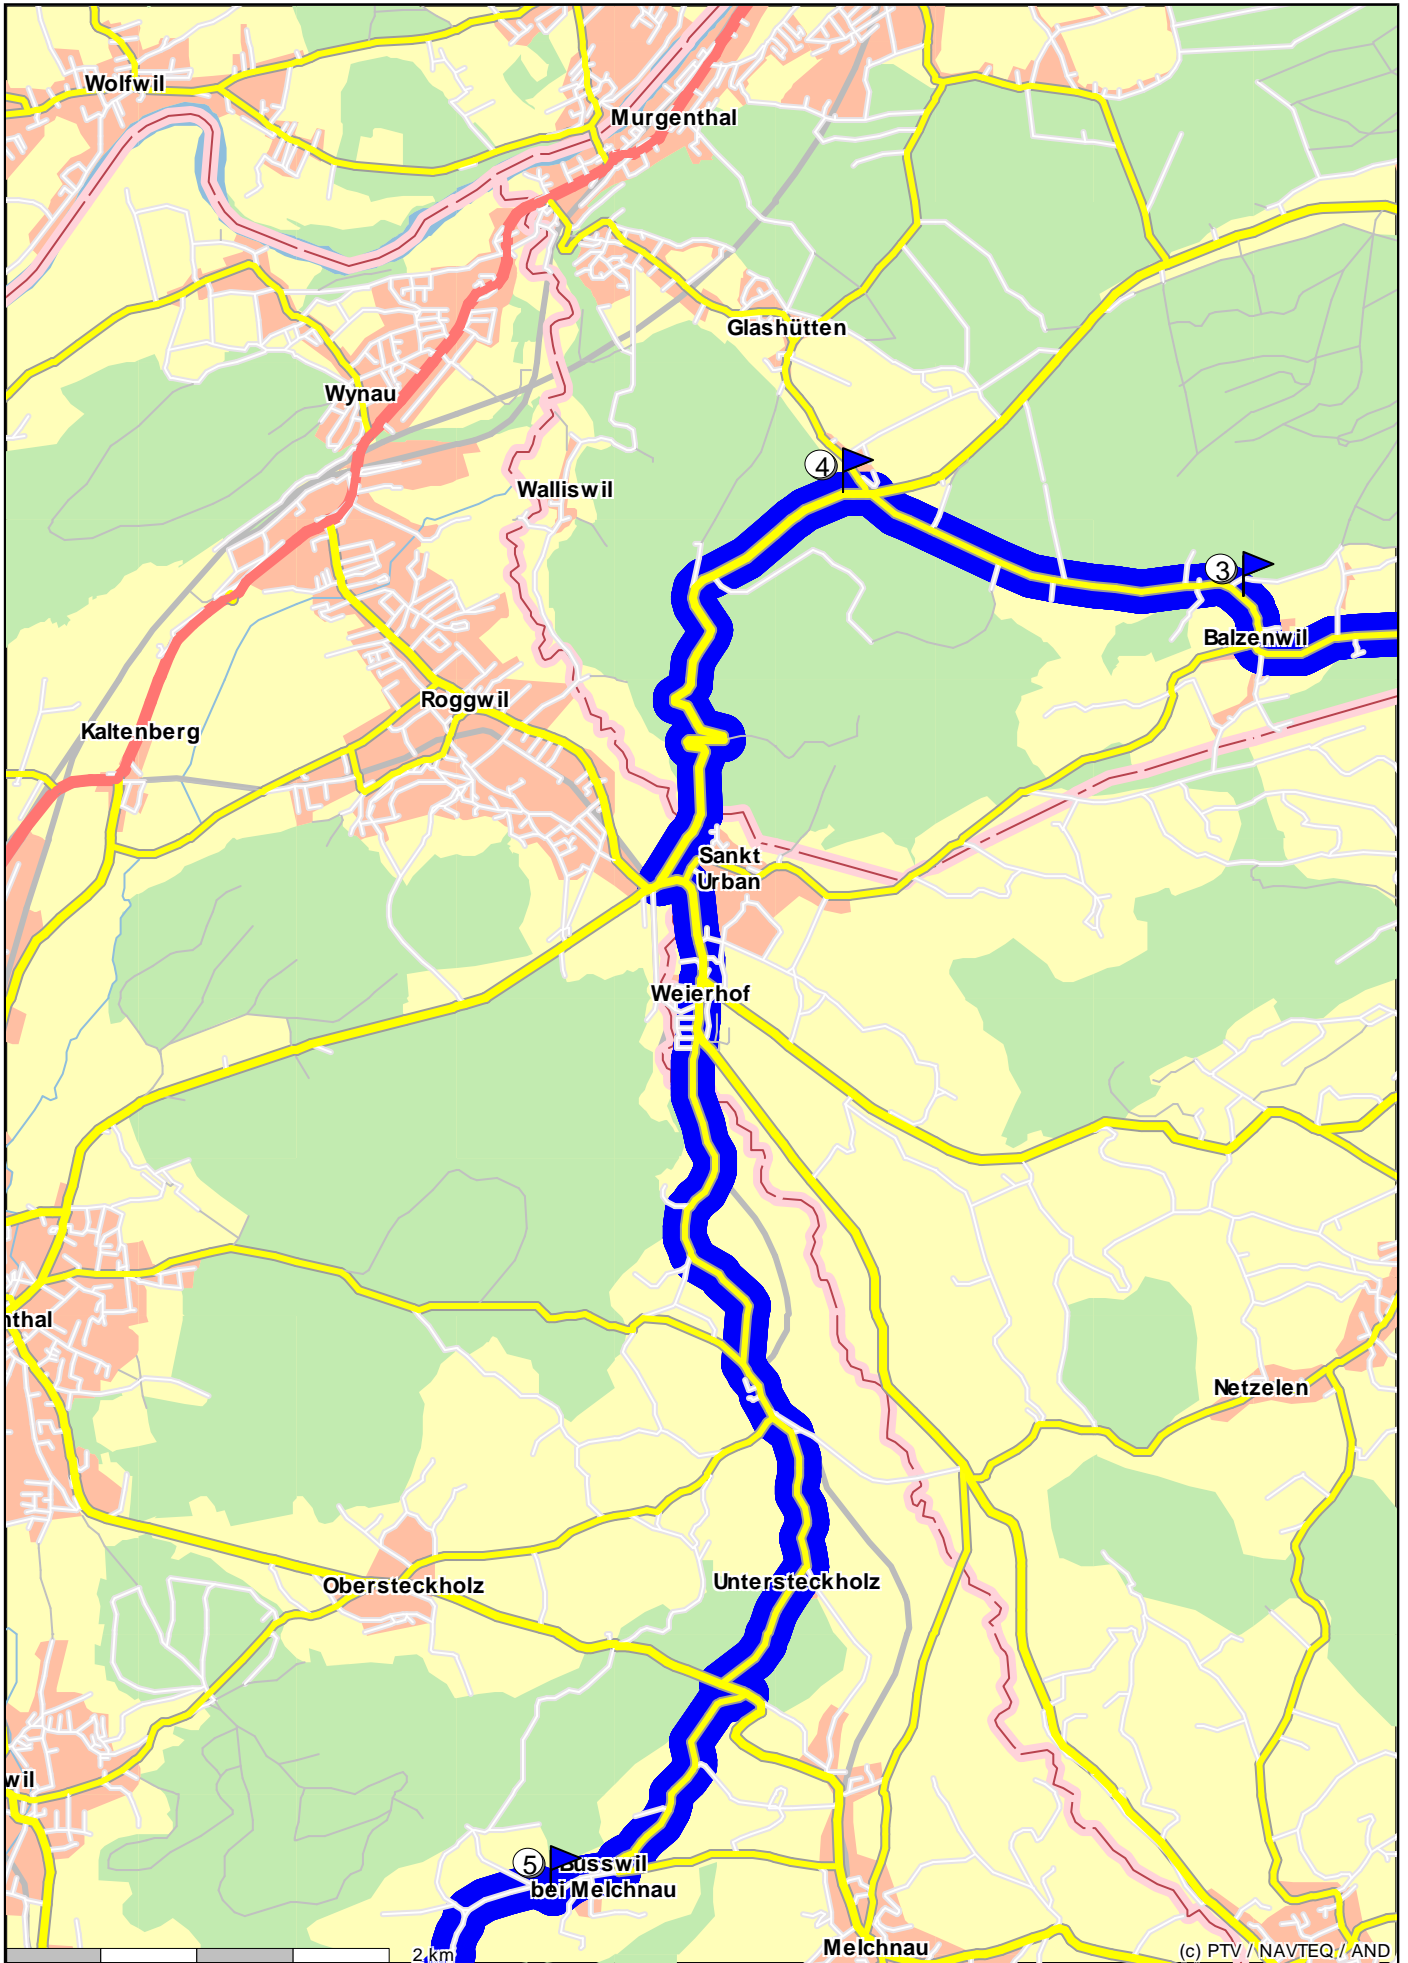 Wolfwil
Murgenthal
Glashütten
Wynau
4
Walliswil
3
Balzenwil
Roggwil
Kaltenberg
Sankt
Urban
Weierhof
nthal
Netzelen
Untersteckholz
Obersteckholz
wil
5
Busswil
bei Melchnau
Melchnau
2 km
(c) PTV / NAVTEQ / AND